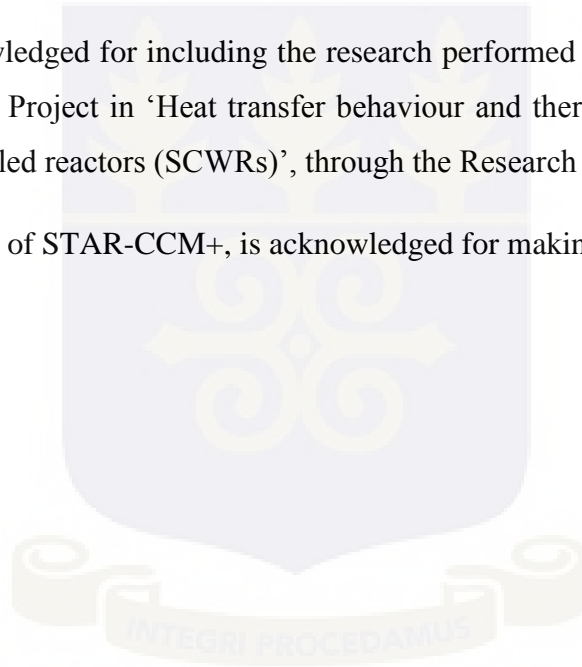 wledged for including the research performed
Project in ‘Heat transfer behaviour and ther
led reactors (SCWRs)’, through the Research
of STAR-CCM+, is acknowledged for makin
INTEGRI PROCEDAMUS